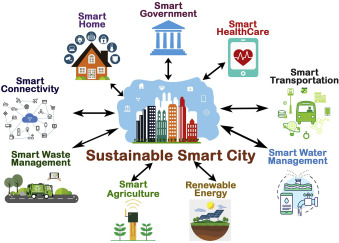 Smart
Government
Smart
Home
Smart
HealthCare
Smart
Connectivity
Smart
Transportation
Sustainable Smart City
Smart Waste
Management
Smart Water
Management
Smart
Agriculture
Renewable
Energy